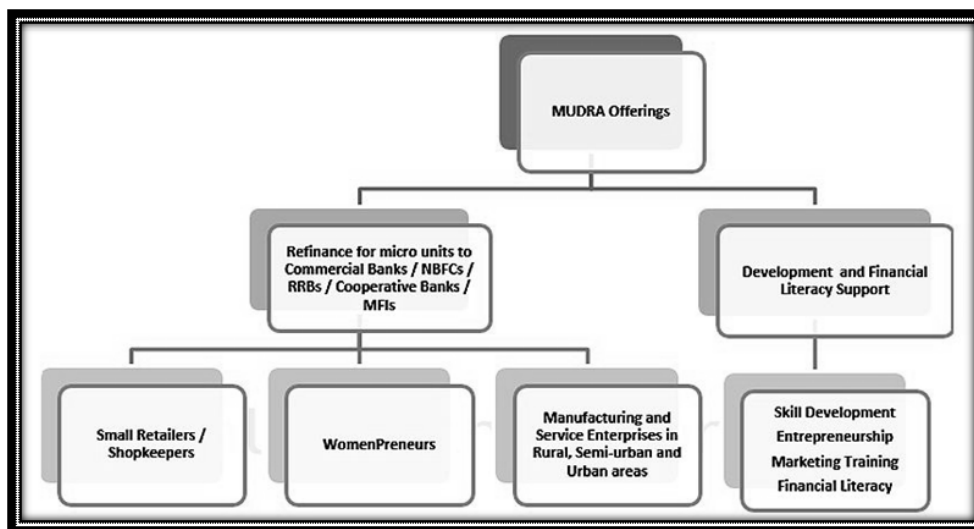 MUDRA Offerings
Refinance for micro units to
Commercial Banks / NBFCs /
RRBs / Cooperative Banks /
MFIs
Development and Financial
Literacy Support
Small Retailers /
Shopkeepers
WomenPreneurs
Manufacturing and
Service Enterprises in
Rural, Semi-urban and
Urban areas
Skill Development
Entrepreneurship
Marketing Training
Financial Literacy